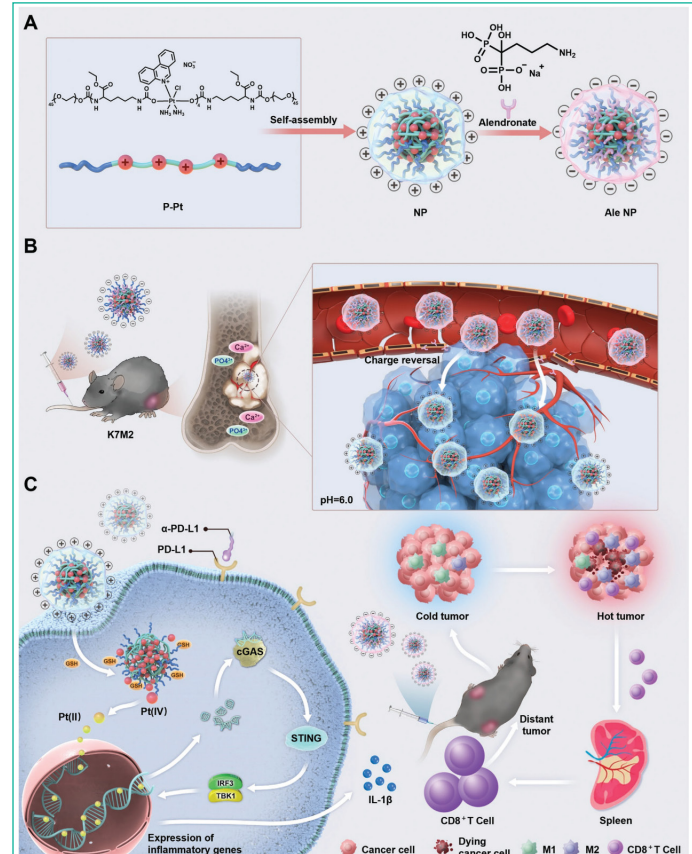 A
NO₃⁻
N⁺
Cl
Pt
NH₂ NH₂
OH
HO
OH
P
O
P
O⁻
Na⁺
OH
NH₂
Self-assembly
Alendronate
P-Pt
NP
Ale NP
B
Ca²⁺
PO4³⁻
Ca²⁺
PO4³⁻
K7M2
Charge reversal
pH=6.0
C
α-PD-L1
PD-L1
Cold tumor
Hot tumor
GSH
GSH
GSH
GSH
GSH
cGAS
Pt(II)
Pt(IV)
STING
IRF3
TBK1
Distant
tumor
IL-1β
CD8⁺T Cell
Spleen
Expression of
inflammatory genes
Cancer cell
Dying
cancer cell
M1
M2
CD8⁺T Cell